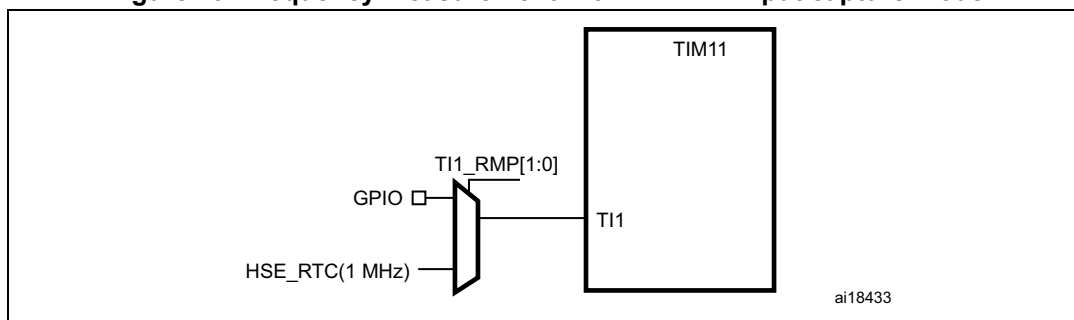 TIM11
TI1_RMP[1:0]
GPIO
TI1
HSE_RTC(1 MHz)
ai18433